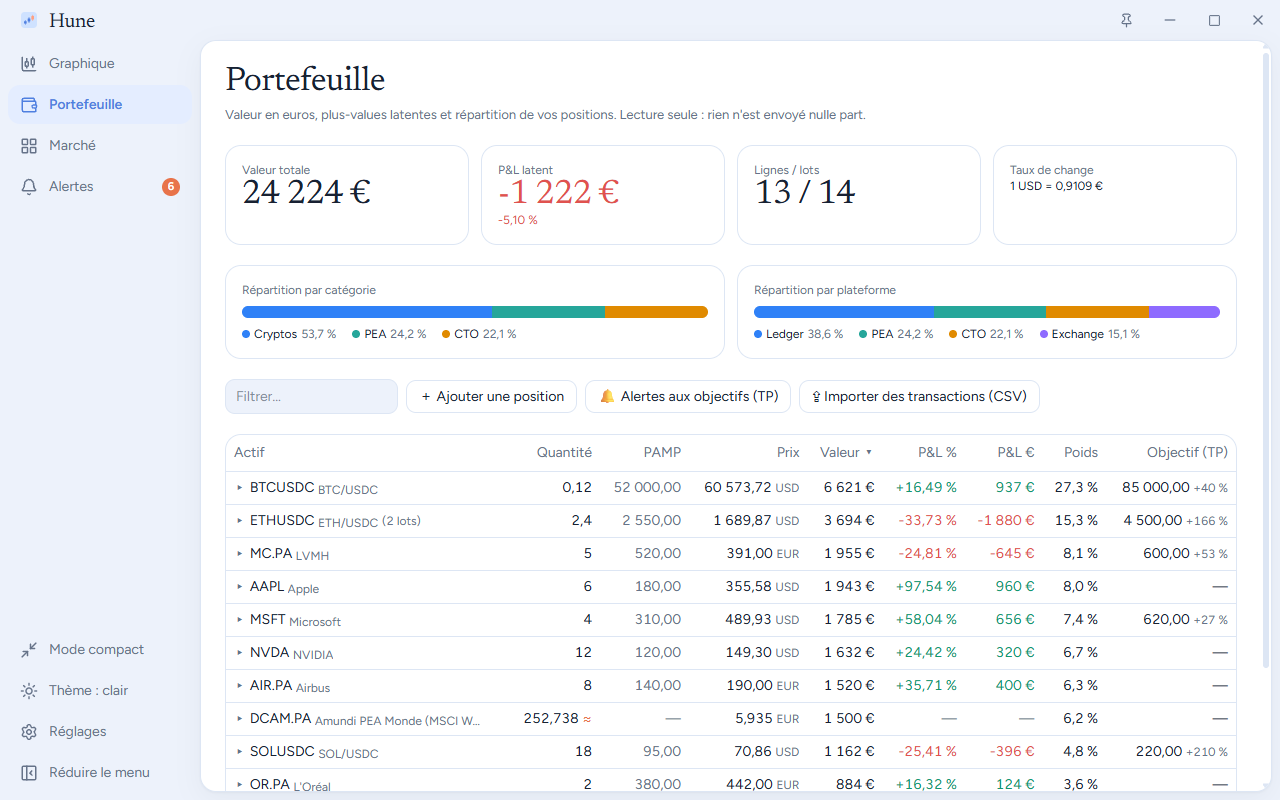 Hune
Graphique
Portefeuille
Marché
Alertes 6
Mode compact
Thème : clair
Réglages
Réduire le menu
Portefeuille
Valeur en euros, plus-values latentes et répartition de vos positions. Lecture seule : rien n'est envoyé nulle part.
Valeur totale
24 224 €
P&L latent
-1 222 €
-5,10 %
Lignes / lots
13 / 14
Taux de change
1 USD = 0,9109 €
Répartition par catégorie
Cryptos 53,7 % PEA 24,2 % CTO 22,1 %
Répartition par plateforme
Ledger 38,6 % PEA 24,2 % CTO 22,1 % Exchange 15,1 %
Filtrer... + Ajouter une position 🔔 Alertes aux objectifs (TP) ⇪ Importer des transactions (CSV)
Actif Quantité PAMP Prix Valeur ▼ P&L % P&L € Poids Objectif (TP)
▸ BTCUSDC BTC/USDC 0,12 52 000,00 60 573,72 USD 6 621 € +16,49 % 937 € 27,3 % 85 000,00 +40 %
▸ ETHUSDC ETH/USDC (2 lots) 2,4 2 550,00 1 689,87 USD 3 694 € -33,73 % -1 880 € 15,3 % 4 500,00 +166 %
▸ MC.PA LVMH 5 520,00 391,00 EUR 1 955 € -24,81 % -645 € 8,1 % 600,00 +53 %
▸ AAPL Apple 6 180,00 355,58 USD 1 943 € +97,54 % 960 € 8,0 % —
▸ MSFT Microsoft 4 310,00 489,93 USD 1 785 € +58,04 % 656 € 7,4 % 620,00 +27 %
▸ NVDA NVIDIA 12 120,00 149,30 USD 1 632 € +24,42 % 320 € 6,7 % —
▸ AIR.PA Airbus 8 140,00 190,00 EUR 1 520 € +35,71 % 400 € 6,3 % —
▸ DCAM.PA Amundi PEA Monde (MSCI W... 252,738 ≈ — 5,935 EUR 1 500 € — — 6,2 % —
▸ SOLUSDC SOL/USDC 18 95,00 70,86 USD 1 162 € -25,41 % -396 € 4,8 % 220,00 +210 %
▸ OR.PA L'Oréal 2 380,00 442,00 EUR 884 € +16,32 % 124 € 3,6 % —